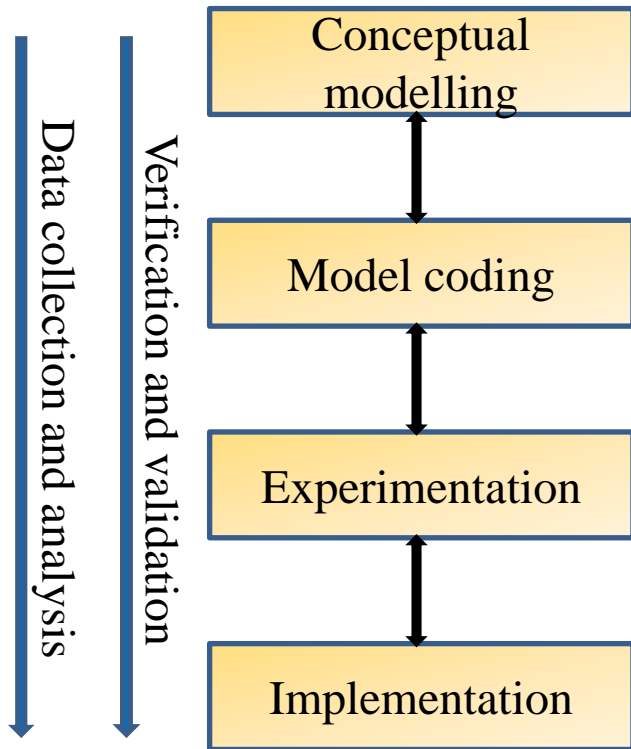 Conceptual
modelling
Model coding
Experimentation
Implementation
Verification and validation
Data collection and analysis